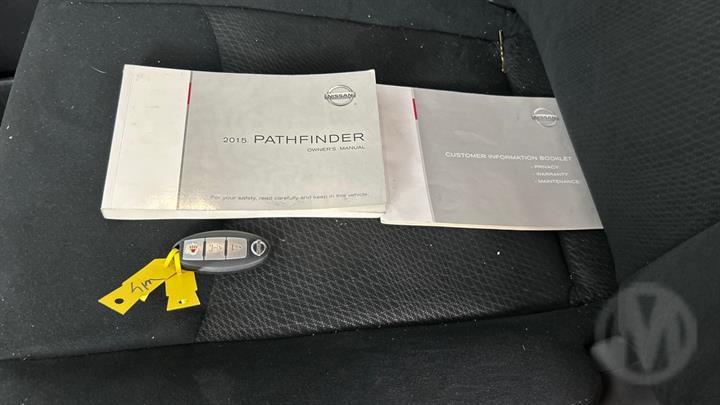 NISSAN
2015 PATHFINDER
OWNER'S MANUAL
For your safety, read carefully and keep in this vehicle.
NISSAN
CUSTOMER INFORMATION BOOKLET
- PRIVACY
- WARRANTY
- MAINTENANCE